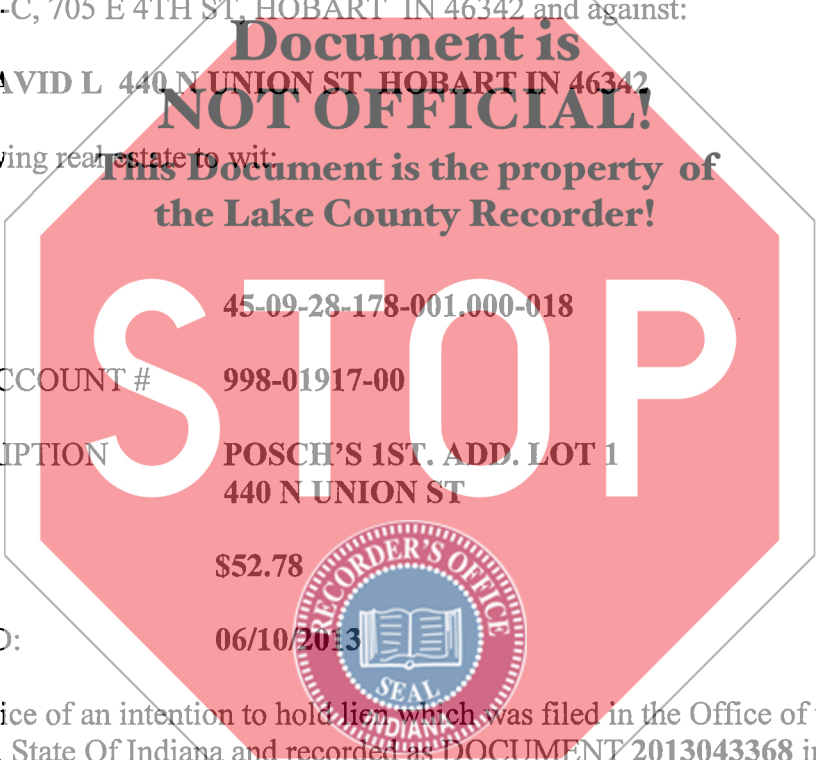 -C, 705 E 4TH ST, HOBART IN 46342 and against:
Document is
AVID L 440 N UNION ST HOBART IN 46342
NOT OFFICIAL!
ving real estate to wit:
This Document is the property of
the Lake County Recorder!
STOP
45-09-28-178-001.000-018
CCOUNT # 998-01917-00
IPTION POSCH'S 1ST. ADD. LOT 1
440 N UNION ST
$52.78
RECORDER'S OFFICE
SEAL
INDIANA
D: 06/10/2013
ice of an intention to hold lien which was filed in the Office of
State Of Indiana and recorded as DOCUMENT 2013043368 in